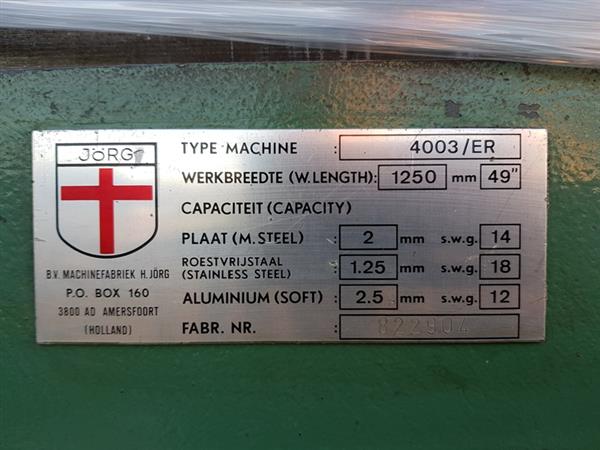 JÖRG
B.V. MACHINEFABRIEK H.JÖRG
P.O. BOX 160
3800 AD AMERSFOORT
(HOLLAND)
TYPE MACHINE 4003/ER
WERKBREEDTE (W.LENGTH): 1250 mm 49"
CAPACITEIT (CAPACITY)
PLAAT (M.STEEL) 2 mm s.w.g. 14
ROESTVRIJSTAAL
(STAINLESS STEEL) : 1.25 mm s.w.g. 18
ALUMINIUM (SOFT) : 2.5 mm s.w.g. 12
FABR. NR. 822904